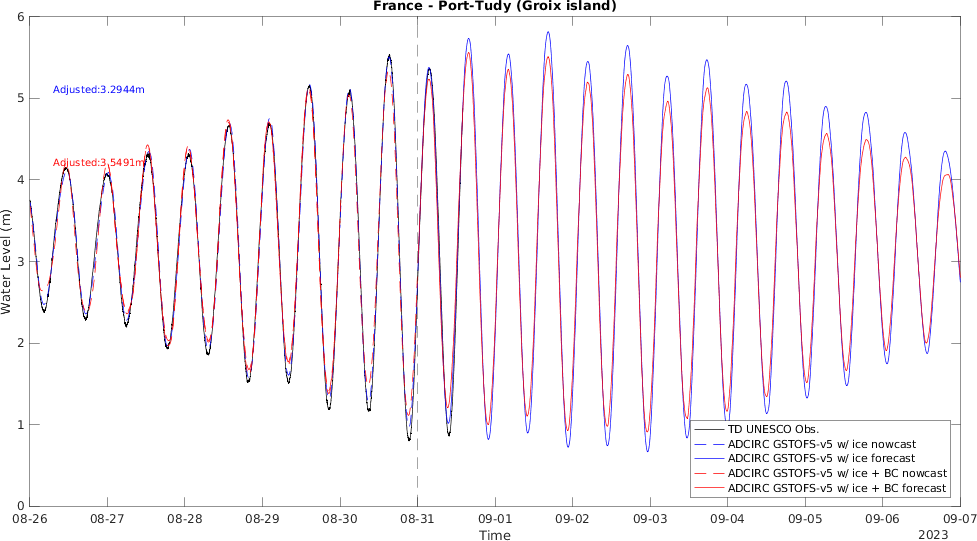 France - Port-Tudy (Groix island)
6
5
4
3
2
1
0
Water Level (m)
Adjusted:3.2944m
Adjusted:3.5491m
TD UNESCO Obs.
ADCIRC GSTOFS-v5 w/ ice nowcast
ADCIRC GSTOFS-v5 w/ ice forecast
ADCIRC GSTOFS-v5 w/ ice + BC nowcast
ADCIRC GSTOFS-v5 w/ ice + BC forecast
08-26 08-27 08-28 08-29 08-30 08-31 09-01 09-02 09-03 09-04 09-05 09-06 09-07
Time
2023